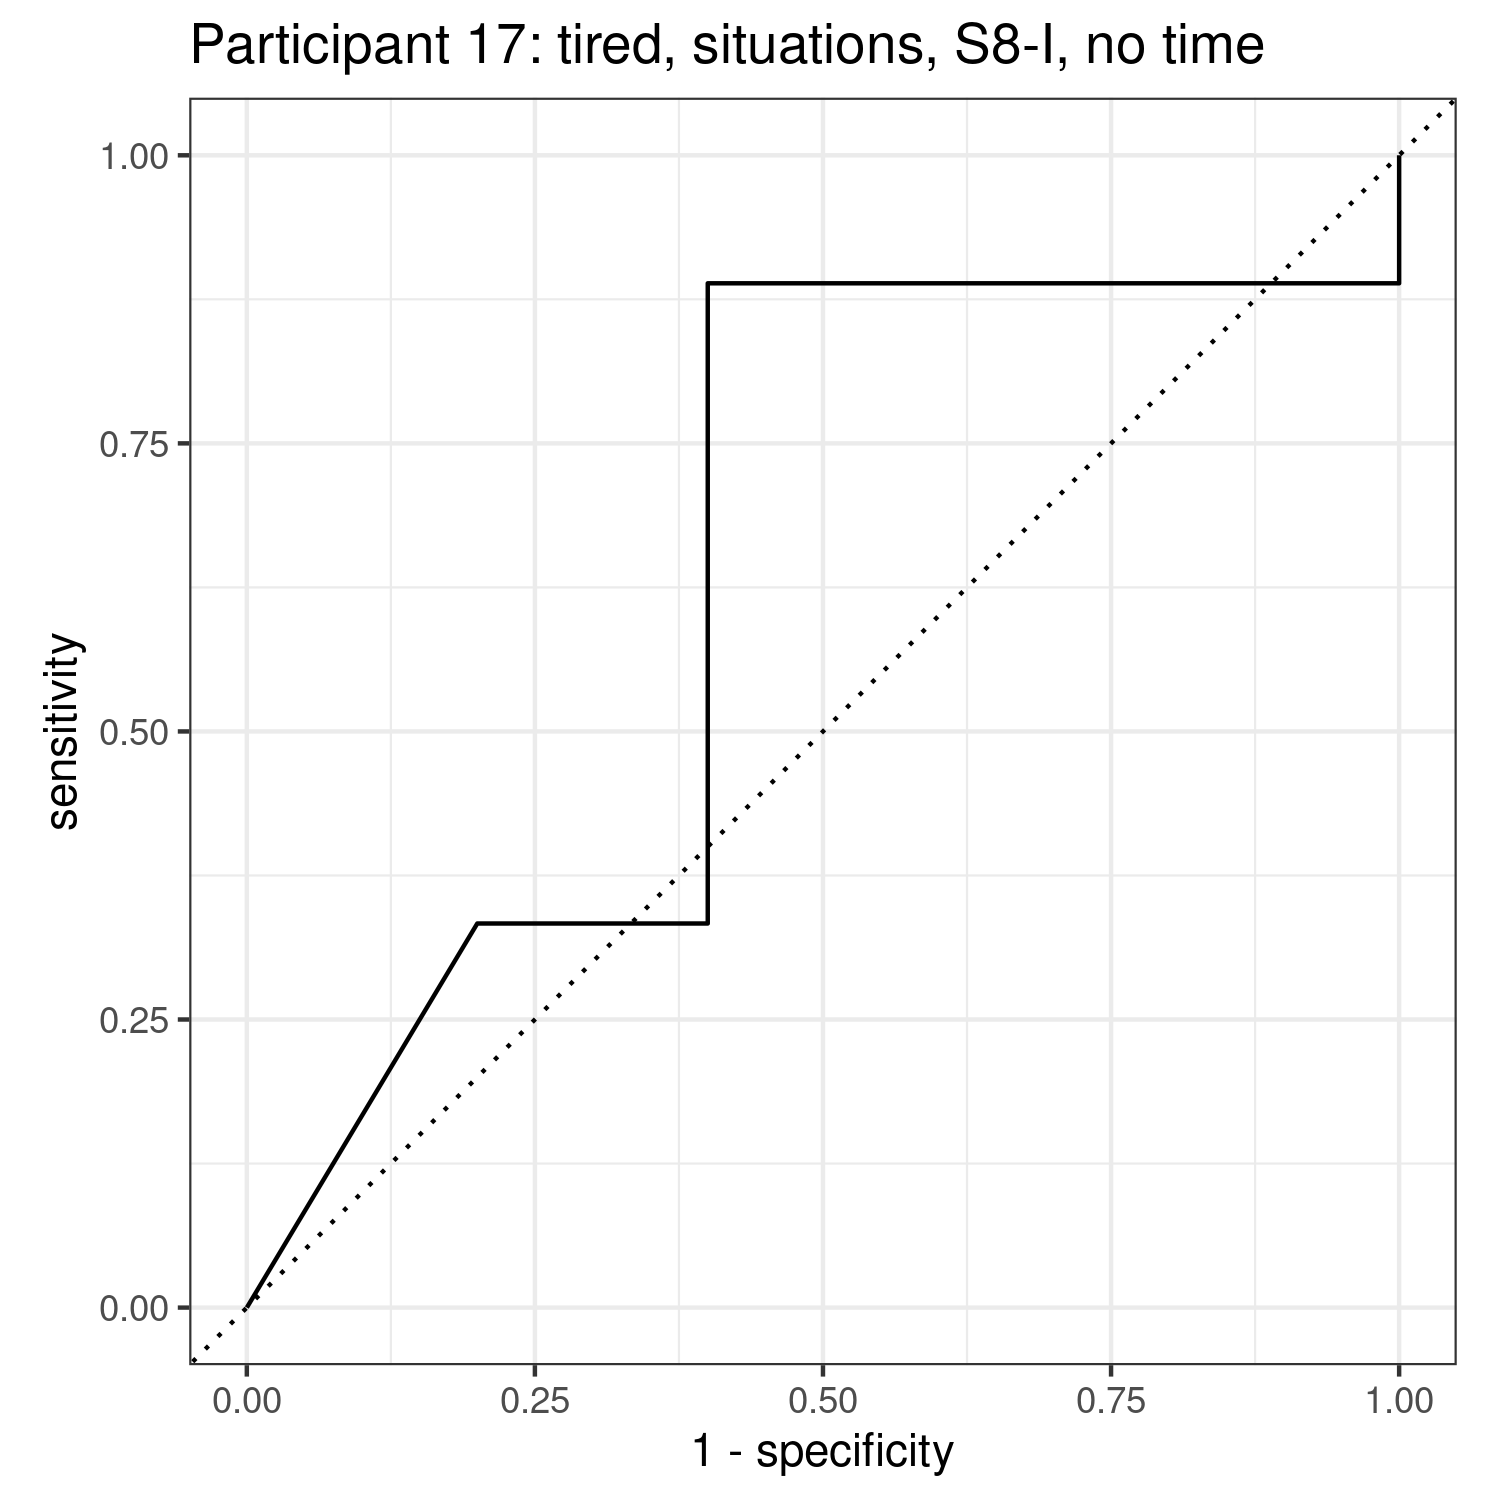 Participant 17: tired, situations, S8-I, no time
1.00
0.75
0.50
0.25
0.00
sensitivity
0.00 0.25 0.50 0.75 1.00
1 - specificity